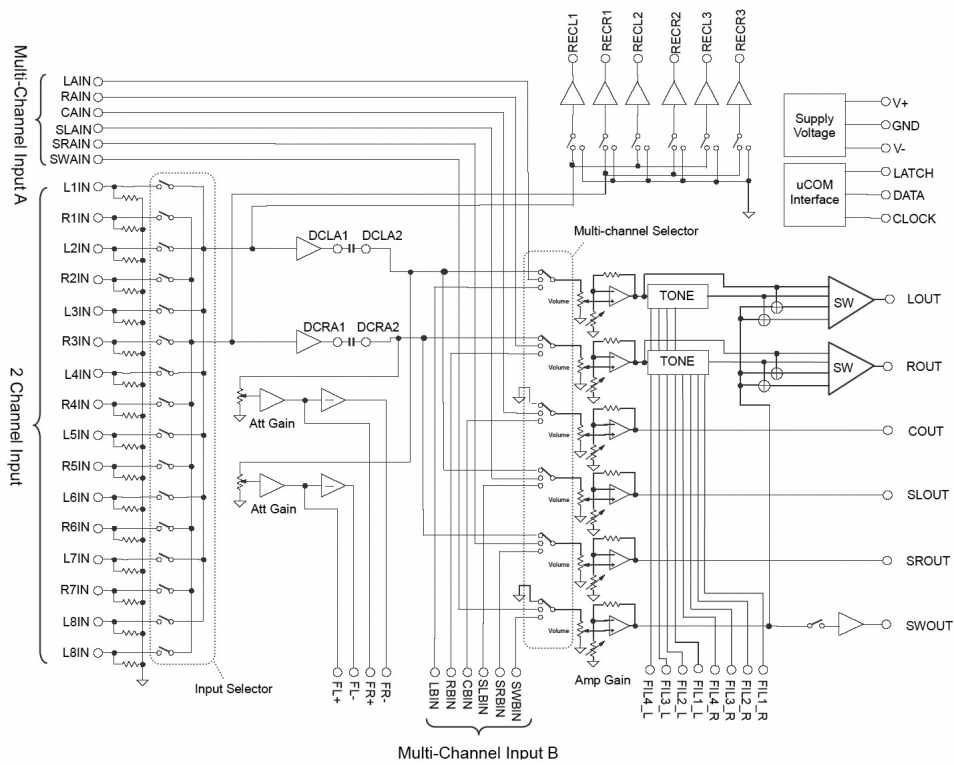 RECL1
RECR1
RECL2
RECR2
RECL3
RECR3
Multi-Channel Input A
LAIN
RAIN
CAIN
SLAIN
SRAIN
SWAIN
Supply
Voltage
V+
GND
V-
uCOM
Interface
LATCH
DATA
CLOCK
2 Channel Input
L1IN
R1IN
L2IN
R2IN
L3IN
R3IN
L4IN
R4IN
L5IN
R5IN
L6IN
R6IN
L7IN
R7IN
L8IN
L8IN
Input Selector
DCLA1 DCLA2
DCRA1 DCRA2
Att Gain
Att Gain
FL+
FL-
FR+
FR-
Multi-channel Selector
Volume
Volume
Volume
Volume
Volume
Volume
TONE
TONE
SW
SW
LOUT
ROUT
COUT
SLOUT
SROUT
SWOUT
Amp Gain
LBIN
RBIN
CBIN
SLBIN
SRBIN
SWBIN
Multi-Channel Input B
FIL4_L
FIL3_L
FIL2_L
FIL1_L
FIL4_R
FIL3_R
FIL2_R
FIL1_R